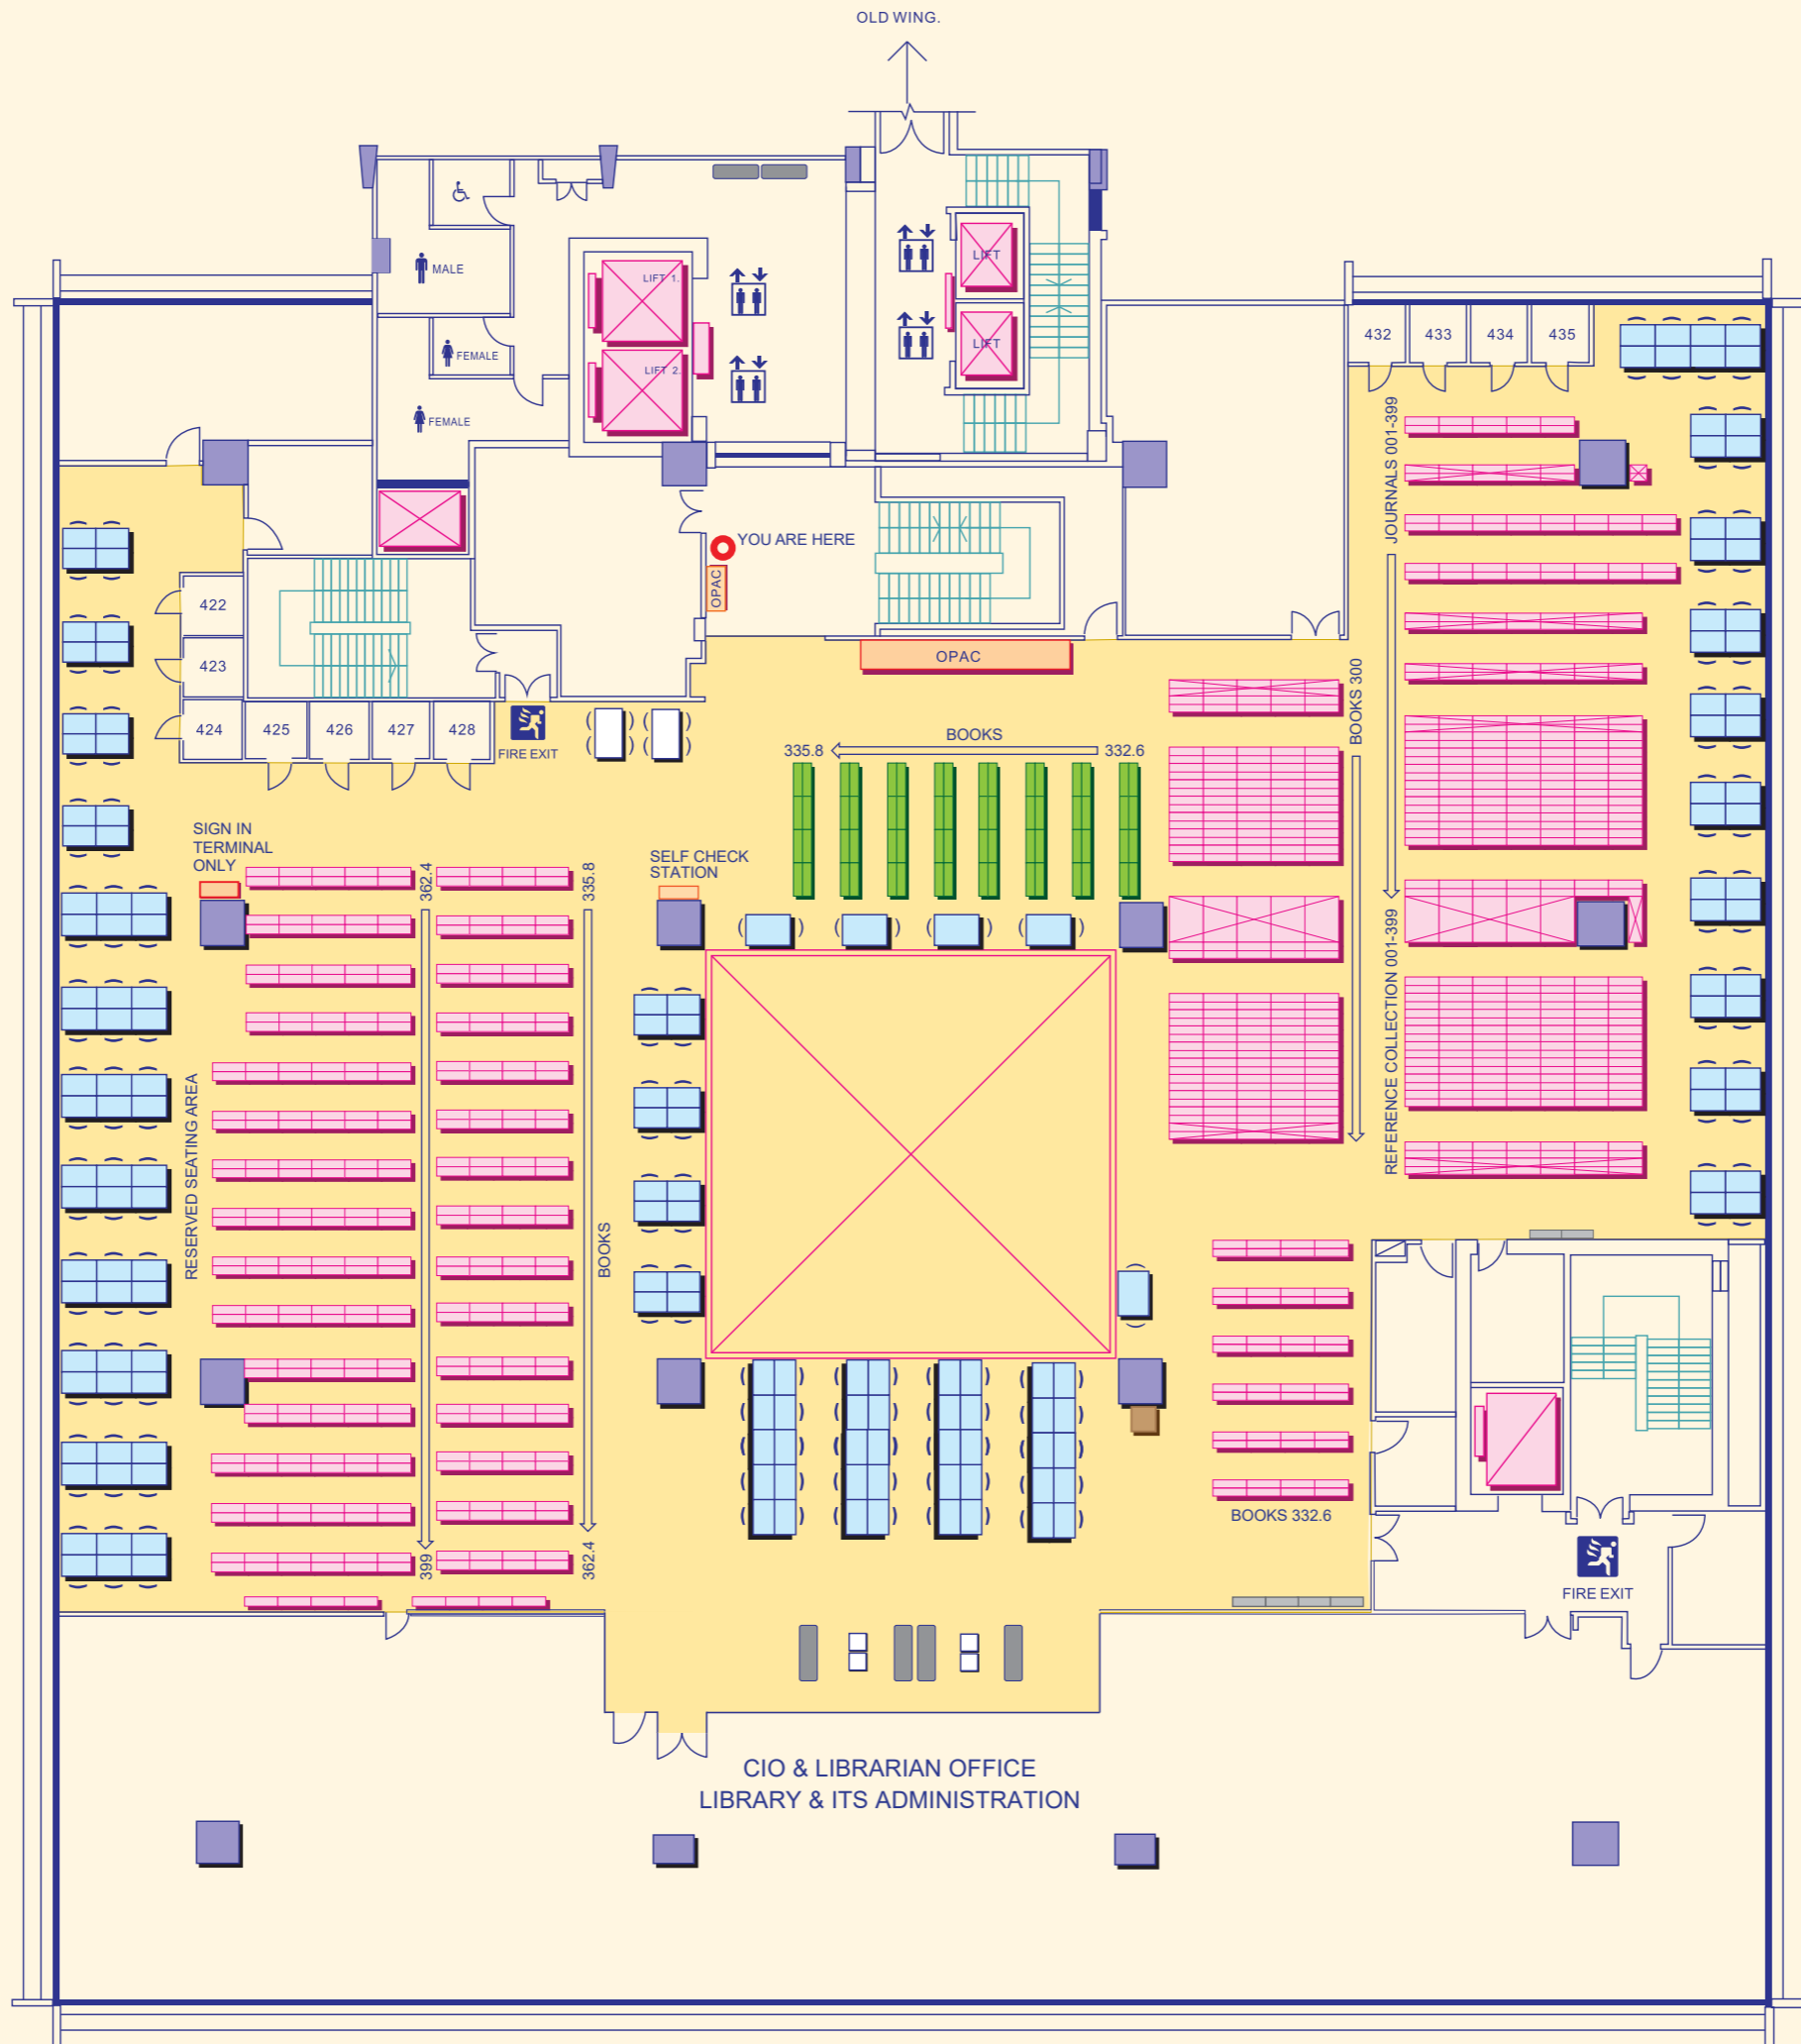 OLD WING.
MALE
FEMALE
FEMALE
LIFT 1.
LIFT 2.
LIFT
LIFT
432
433
434
435
JOURNALS 001-399
YOU ARE HERE
OPAC
OPAC
422
423
424
425
426
427
428
FIRE EXIT
BOOKS
335.8
332.6
BOOKS 300
SIGN IN
TERMINAL
ONLY
362.4
335.8
SELF CHECK
STATION
REFERENCE COLLECTION 001-399
RESERVED SEATING AREA
BOOKS
399
362.4
BOOKS 332.6
FIRE EXIT
CIO & LIBRARIAN OFFICE
LIBRARY & ITS ADMINISTRATION